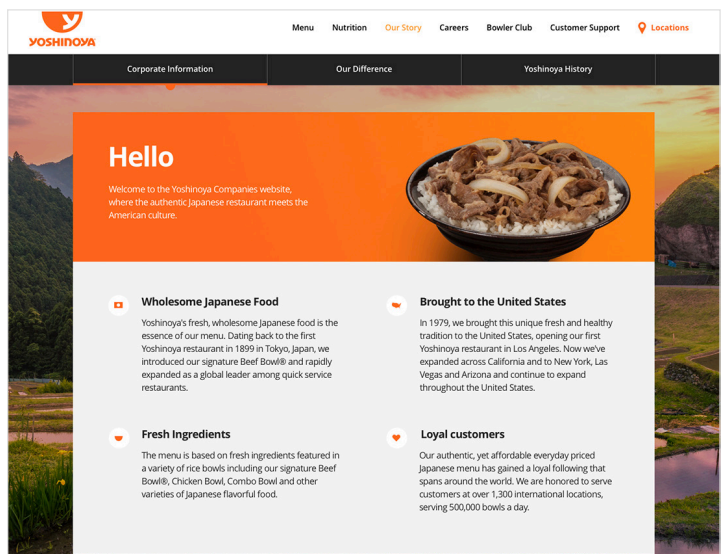 YOSHINOYA
Menu Nutrition Our Story Careers Bowler Club Customer Support Locations
Corporate Information Our Difference Yoshinoya History
Hello
Welcome to the Yoshinoya Companies website,
where the authentic Japanese restaurant meets the
American culture.
Wholesome Japanese Food
Yoshinoya's fresh, wholesome Japanese food is the
essence of our menu. Dating back to the first
Yoshinoya restaurant in 1899 in Tokyo, Japan, we
introduced our signature Beef Bowl® and rapidly
expanded as a global leader among quick service
restaurants.
Brought to the United States
In 1979, we brought this unique fresh and healthy
tradition to the United States, opening our first
Yoshinoya restaurant in Los Angeles. Now we've
expanded across California and to New York, Las
Vegas and Arizona and continue to expand
throughout the United States.
Fresh Ingredients
The menu is based on fresh ingredients featured in
a variety of rice bowls including our signature Beef
Bowl®, Chicken Bowl, Combo Bowl and other
varieties of Japanese flavorful food.
Loyal customers
Our authentic, yet affordable everyday priced
Japanese menu has gained a loyal following that
spans around the world. We are honored to serve
customers at over 1,300 international locations,
serving 500,000 bowls a day.